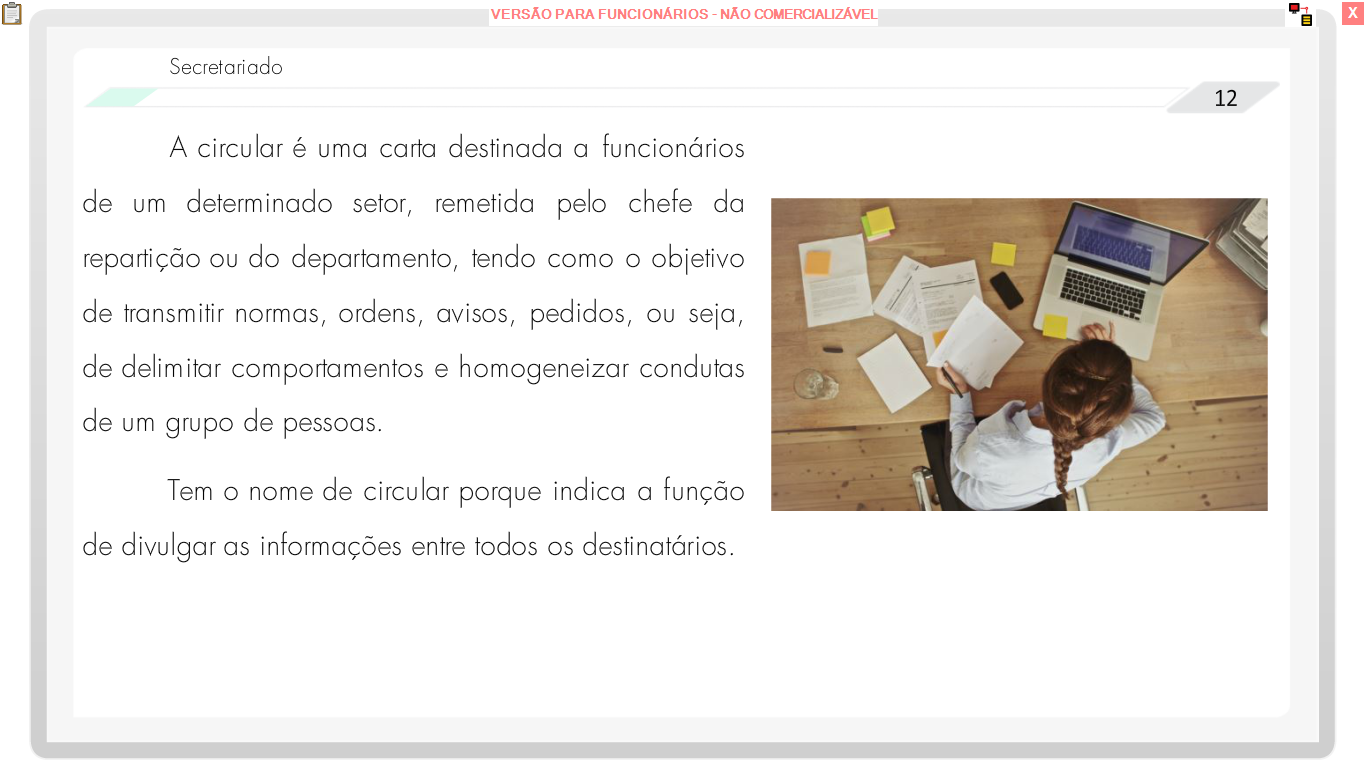 VERSÃO PARA FUNCIONÁRIOS - NÃO COMERCIALIZÁVEL
X
Secretariado
12
A circular é uma carta destinada a funcionários
de um determinado setor, remetida pelo chefe da
repartição ou do departamento, tendo como o objetivo
de transmitir normas, ordens, avisos, pedidos, ou seja,
de delimitar comportamentos e homogeneizar condutas
de um grupo de pessoas.
Tem o nome de circular porque indica a função
de divulgar as informações entre todos os destinatários.